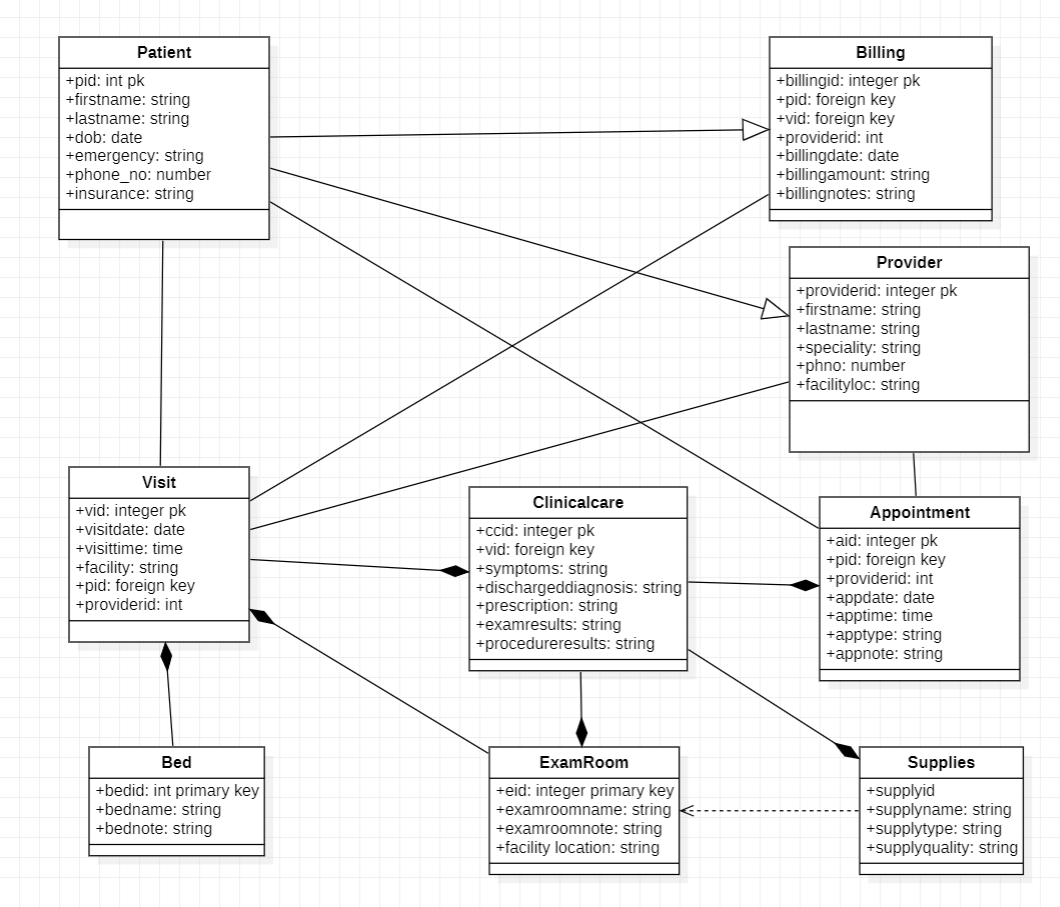 Patient
+pid: int pk
+firstname: string
+lastname: string
+dob: date
+emergency: string
+phone_no: number
+insurance: string
Billing
+billingid: integer pk
+pid: foreign key
+vid: foreign key
+providerid: int
+billingdate: date
+billingamount: string
+billingnotes: string
Provider
+providerid: integer pk
+firstname: string
+lastname: string
+speciality: string
+phno: number
+facilityloc: string
Visit
+vid: integer pk
+visitdate: date
+visittime: time
+facility: string
+pid: foreign key
+providerid: int
Clinicalcare
+ccid: integer pk
+vid: foreign key
+symptoms: string
+dischargeddiagnosis: string
+prescription: string
+examresults: string
+procedureresults: string
Appointment
+aid: integer pk
+pid: foreign key
+providerid: int
+appdate: date
+apptime: time
+apptype: string
+appnote: string
Bed
+bedid: int primary key
+bedname: string
+bednote: string
ExamRoom
+eid: integer primary key
+examroomname: string
+examroomnote: string
+facility location: string
Supplies
+supplyid
+supplyname: string
+supplytype: string
+supplyquality: string